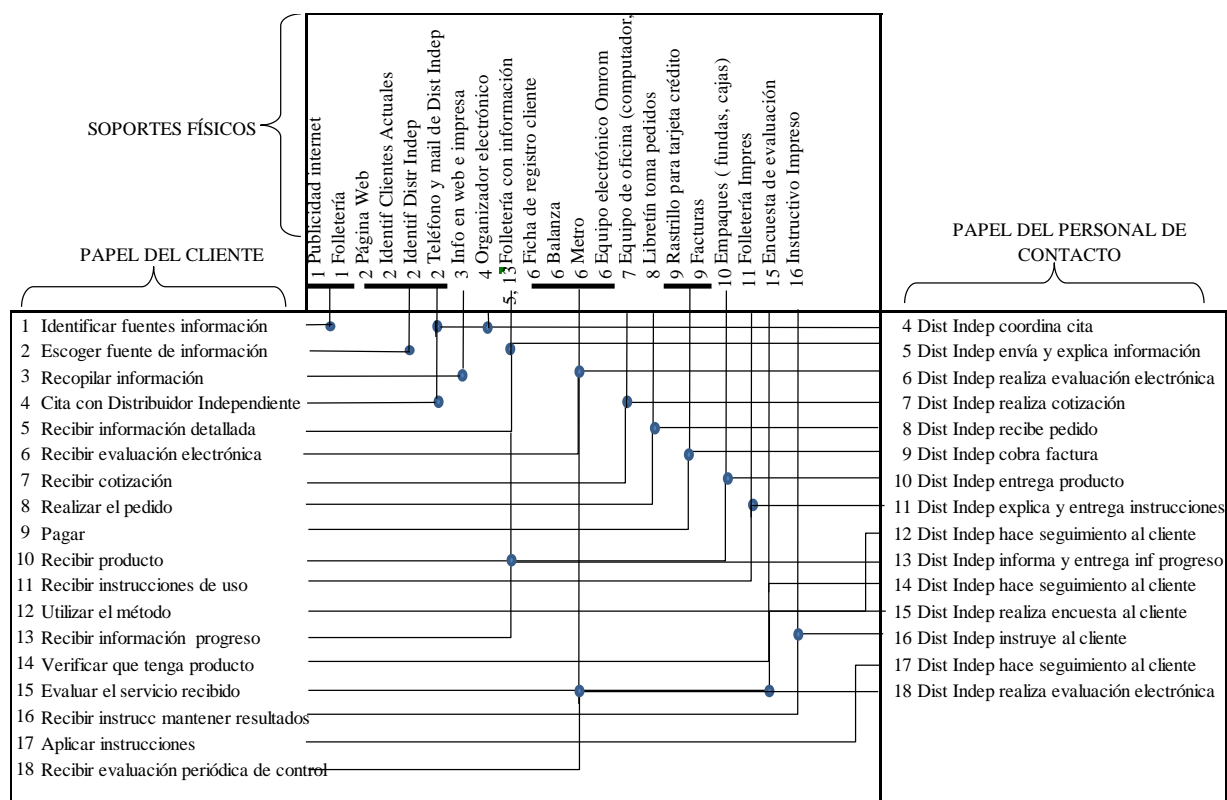 SOPORTES FÍSICOS
1 Publicidad internet
1 Folletería
2 Página Web
2 Identif Clientes Actuales
2 Identif Distr Indep
2 Teléfono y mail de Dist Indep
3 Info en web e impresa
4 Organizador electrónico
5, 13 Folletería con información
6 Ficha de registro cliente
6 Balanza
6 Metro
6 Equipo electrónico Omrom
7 Equipo de oficina (computador,
8 Libretín toma pedidos
9 Rastrillo para tarjeta crédito
9 Facturas
10 Empaques ( fundas, cajas)
11 Folletería Impres
15 Encuesta de evaluación
16 Instructivo Impreso
PAPEL DEL CLIENTE
PAPEL DEL PERSONAL DE
CONTACTO
1 Identificar fuentes información
2 Escoger fuente de información
3 Recopilar información
4 Cita con Distribuidor Independiente
5 Recibir información detallada
6 Recibir evaluación electrónica
7 Recibir cotización
8 Realizar el pedido
9 Pagar
10 Recibir producto
11 Recibir instrucciones de uso
12 Utilizar el método
13 Recibir información progreso
14 Verificar que tenga producto
15 Evaluar el servicio recibido
16 Recibir instrucc mantener resultados
17 Aplicar instrucciones
18 Recibir evaluación periódica de control
4 Dist Indep coordina cita
5 Dist Indep envía y explica información
6 Dist Indep realiza evaluación electrónica
7 Dist Indep realiza cotización
8 Dist Indep recibe pedido
9 Dist Indep cobra factura
10 Dist Indep entrega producto
11 Dist Indep explica y entrega instrucciones
12 Dist Indep hace seguimiento al cliente
13 Dist Indep informa y entrega inf progreso
14 Dist Indep hace seguimiento al cliente
15 Dist Indep realiza encuesta al cliente
16 Dist Indep instruye al cliente
17 Dist Indep hace seguimiento al cliente
18 Dist Indep realiza evaluación electrónica